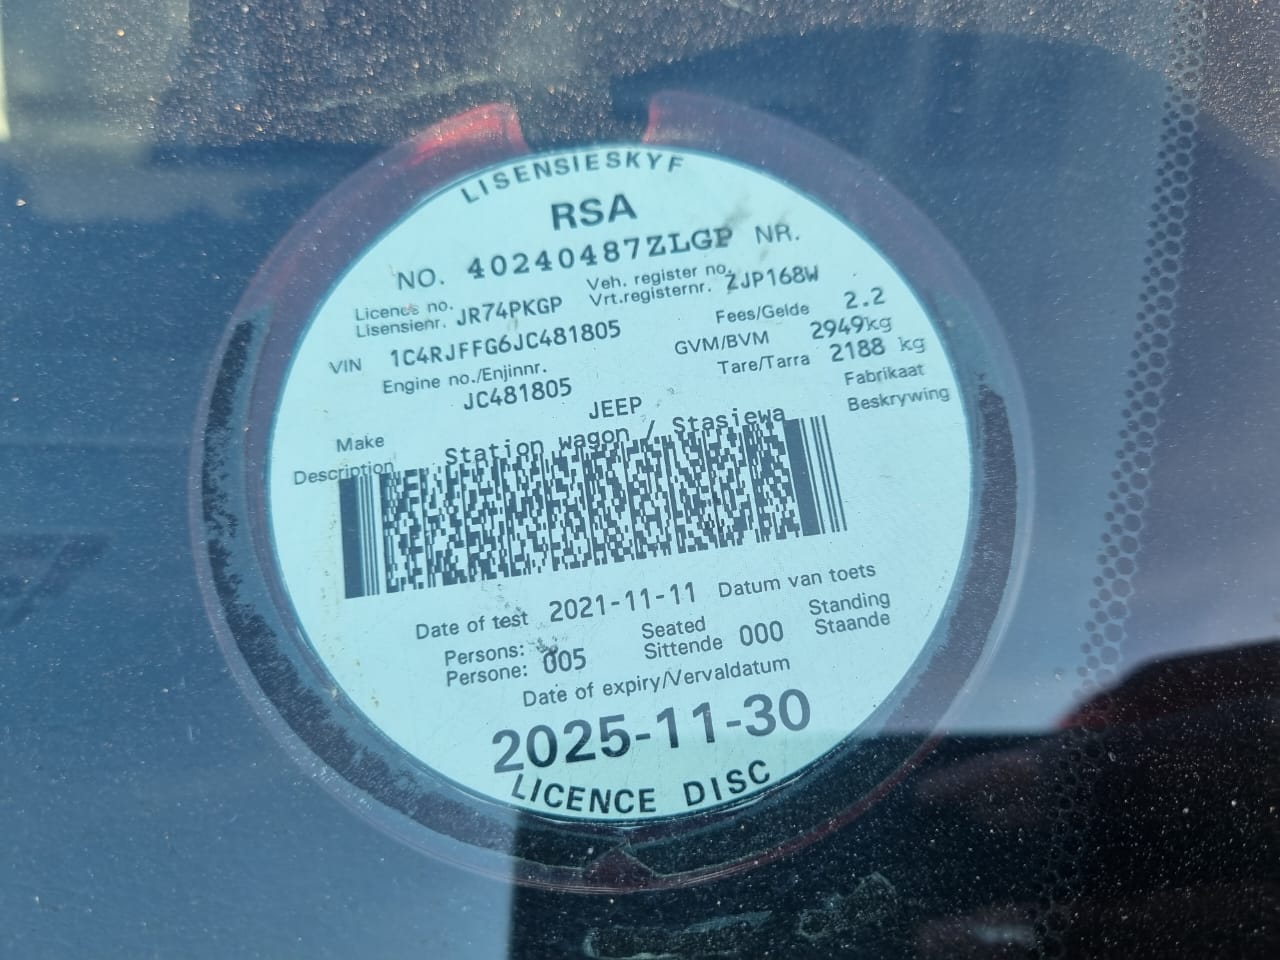 LISENSIESKYF
RSA
NO. 40240487ZLGP NR.
Licence no. Lisensienr. JR74PKGP Veh. register no. Vrt.registernr. ZJP168W
VIN 1C4RJFFG6JC481805 Fees/Gelde 2.2
Engine no./Enjinnr. GVM/BVM 2949kg
JC481805 Tare/Tarra 2188 kg
Make JEEP Fabrikaat
Description Station wagon / Stasiewa Beskrywing
Date of test 2021-11-11 Datum van toets
Persons: Persone: 005 Seated Sittende 000 Standing Staande
Date of expiry/Vervaldatum
2025-11-30
LICENCE DISC